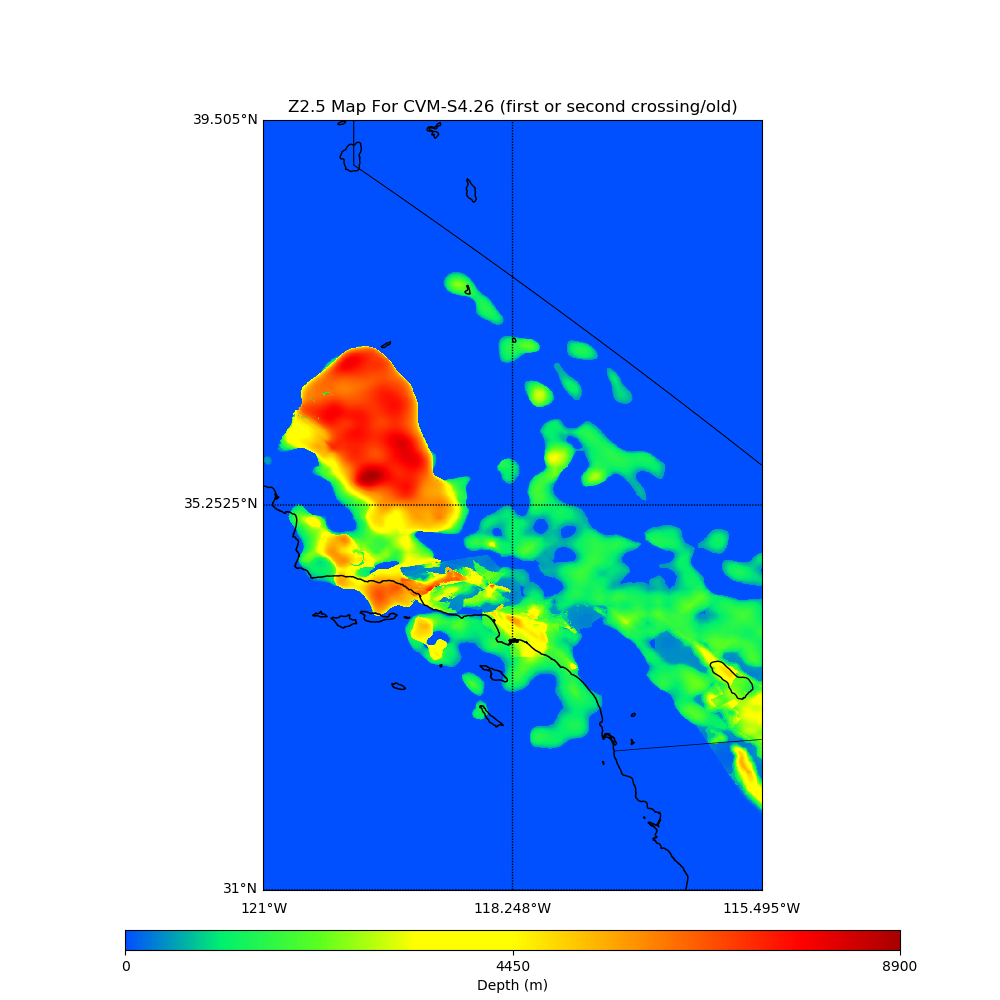 Z2.5 Map For CVM-S4.26 (first or second crossing/old)
39.505°N
35.2525°N
31°N
121°W 118.248°W 115.495°W
0 4450 8900
Depth (m)